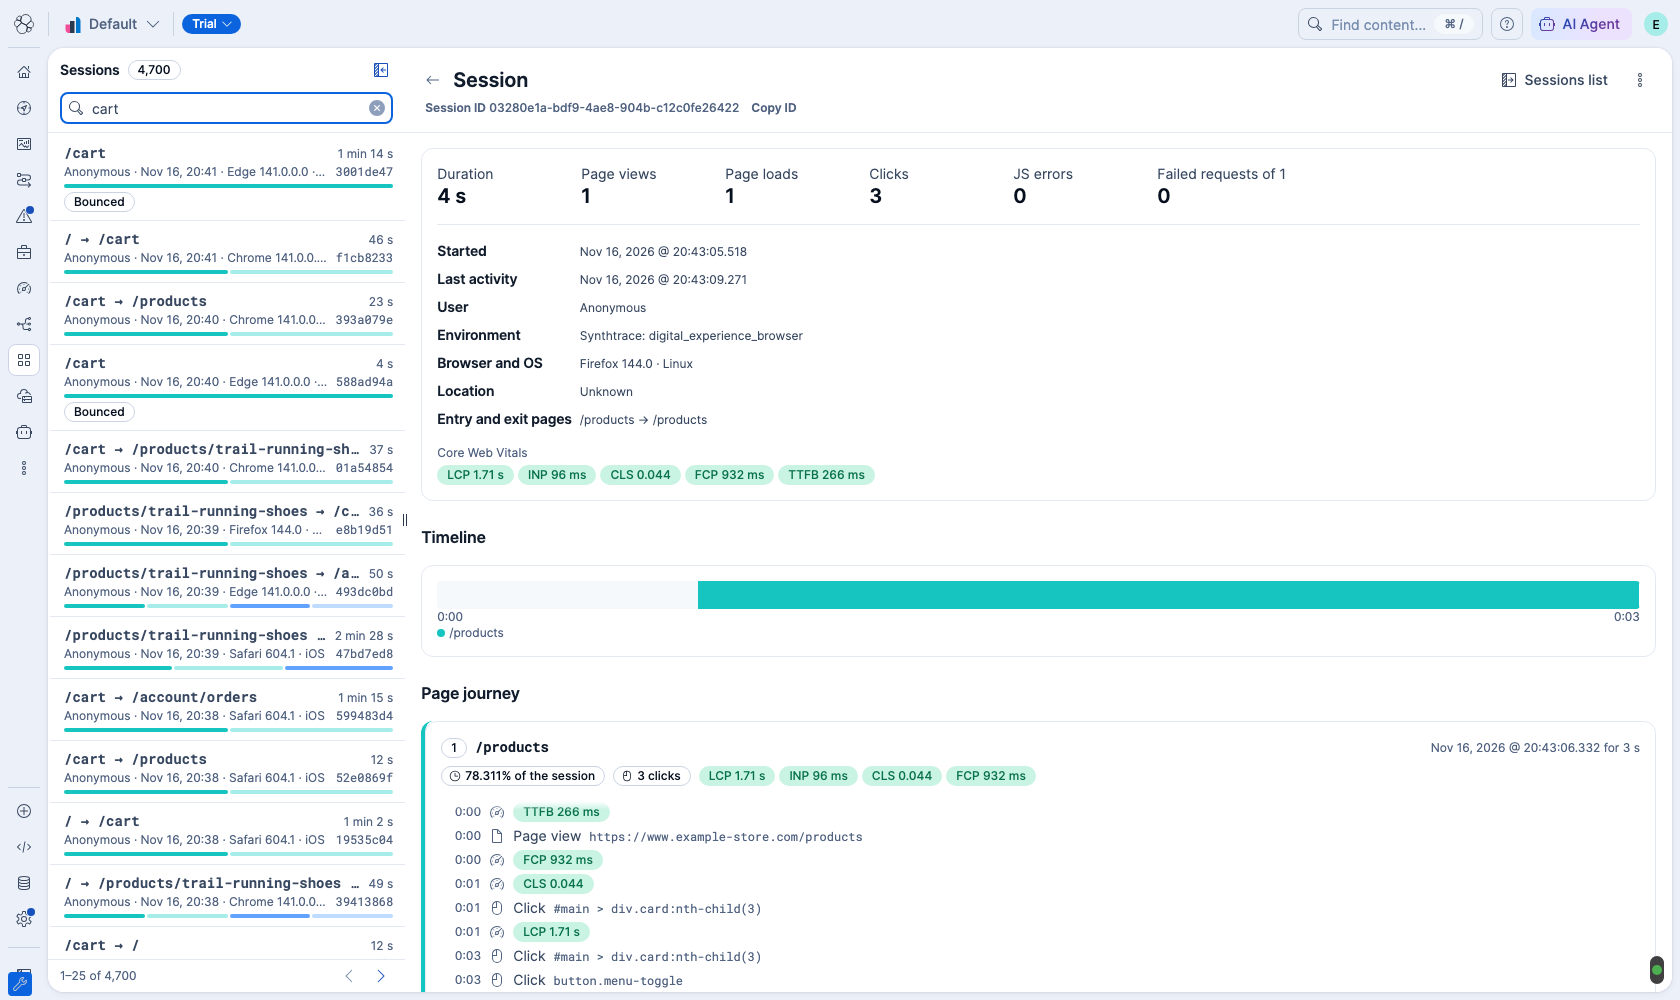 Default
Trial
Find content...
⌘ /
AI Agent
E
Sessions 4,700
cart
/cart 1 min 14 s
Anonymous · Nov 16, 20:41 · Edge 141.0.0.0 ·... 3001de47
Bounced
/ → /cart 46 s
Anonymous · Nov 16, 20:41 · Chrome 141.0.0.... f1cb8233
/cart → /products 23 s
Anonymous · Nov 16, 20:40 · Chrome 141.0.0... 393a079e
/cart 4 s
Anonymous · Nov 16, 20:40 · Edge 141.0.0.0 ·... 588ad94a
Bounced
/cart → /products/trail-running-sh... 37 s
Anonymous · Nov 16, 20:40 · Chrome 141.0.0... 01a54854
/products/trail-running-shoes → /c... 36 s
Anonymous · Nov 16, 20:39 · Firefox 144.0 · ... e8b19d51
/products/trail-running-shoes → /a... 50 s
Anonymous · Nov 16, 20:39 · Edge 141.0.0.0 ·... 493dc0bd
/products/trail-running-shoes ... 2 min 28 s
Anonymous · Nov 16, 20:39 · Safari 604.1 · iOS 47bd7ed8
/cart → /account/orders 1 min 15 s
Anonymous · Nov 16, 20:38 · Safari 604.1 · iOS 599483d4
/cart → /products 12 s
Anonymous · Nov 16, 20:38 · Safari 604.1 · iOS 52e0869f
/ → /cart 1 min 2 s
Anonymous · Nov 16, 20:38 · Safari 604.1 · iOS 19535c04
/ → /products/trail-running-shoes ... 49 s
Anonymous · Nov 16, 20:38 · Chrome 141.0.0... 39413868
/cart → / 12 s
1–25 of 4,700
Session
Sessions list
Session ID 03280e1a-bdf9-4ae8-904b-c12c0fe26422 Copy ID
Duration Page views Page loads Clicks JS errors Failed requests of 1
4 s 1 1 3 0 0
Started Nov 16, 2026 @ 20:43:05.518
Last activity Nov 16, 2026 @ 20:43:09.271
User Anonymous
Environment Synthtrace: digital_experience_browser
Browser and OS Firefox 144.0 · Linux
Location Unknown
Entry and exit pages /products → /products
Core Web Vitals
LCP 1.71 s INP 96 ms CLS 0.044 FCP 932 ms TTFB 266 ms
Timeline
0:00 0:03
/products
Page journey
1 /products Nov 16, 2026 @ 20:43:06.332 for 3 s
78.311% of the session 3 clicks LCP 1.71 s INP 96 ms CLS 0.044 FCP 932 ms
0:00 TTFB 266 ms
0:00 Page view https://www.example-store.com/products
0:00 FCP 932 ms
0:01 CLS 0.044
0:01 Click #main > div.card:nth-child(3)
0:01 LCP 1.71 s
0:03 Click #main > div.card:nth-child(3)
0:03 Click button.menu-toggle